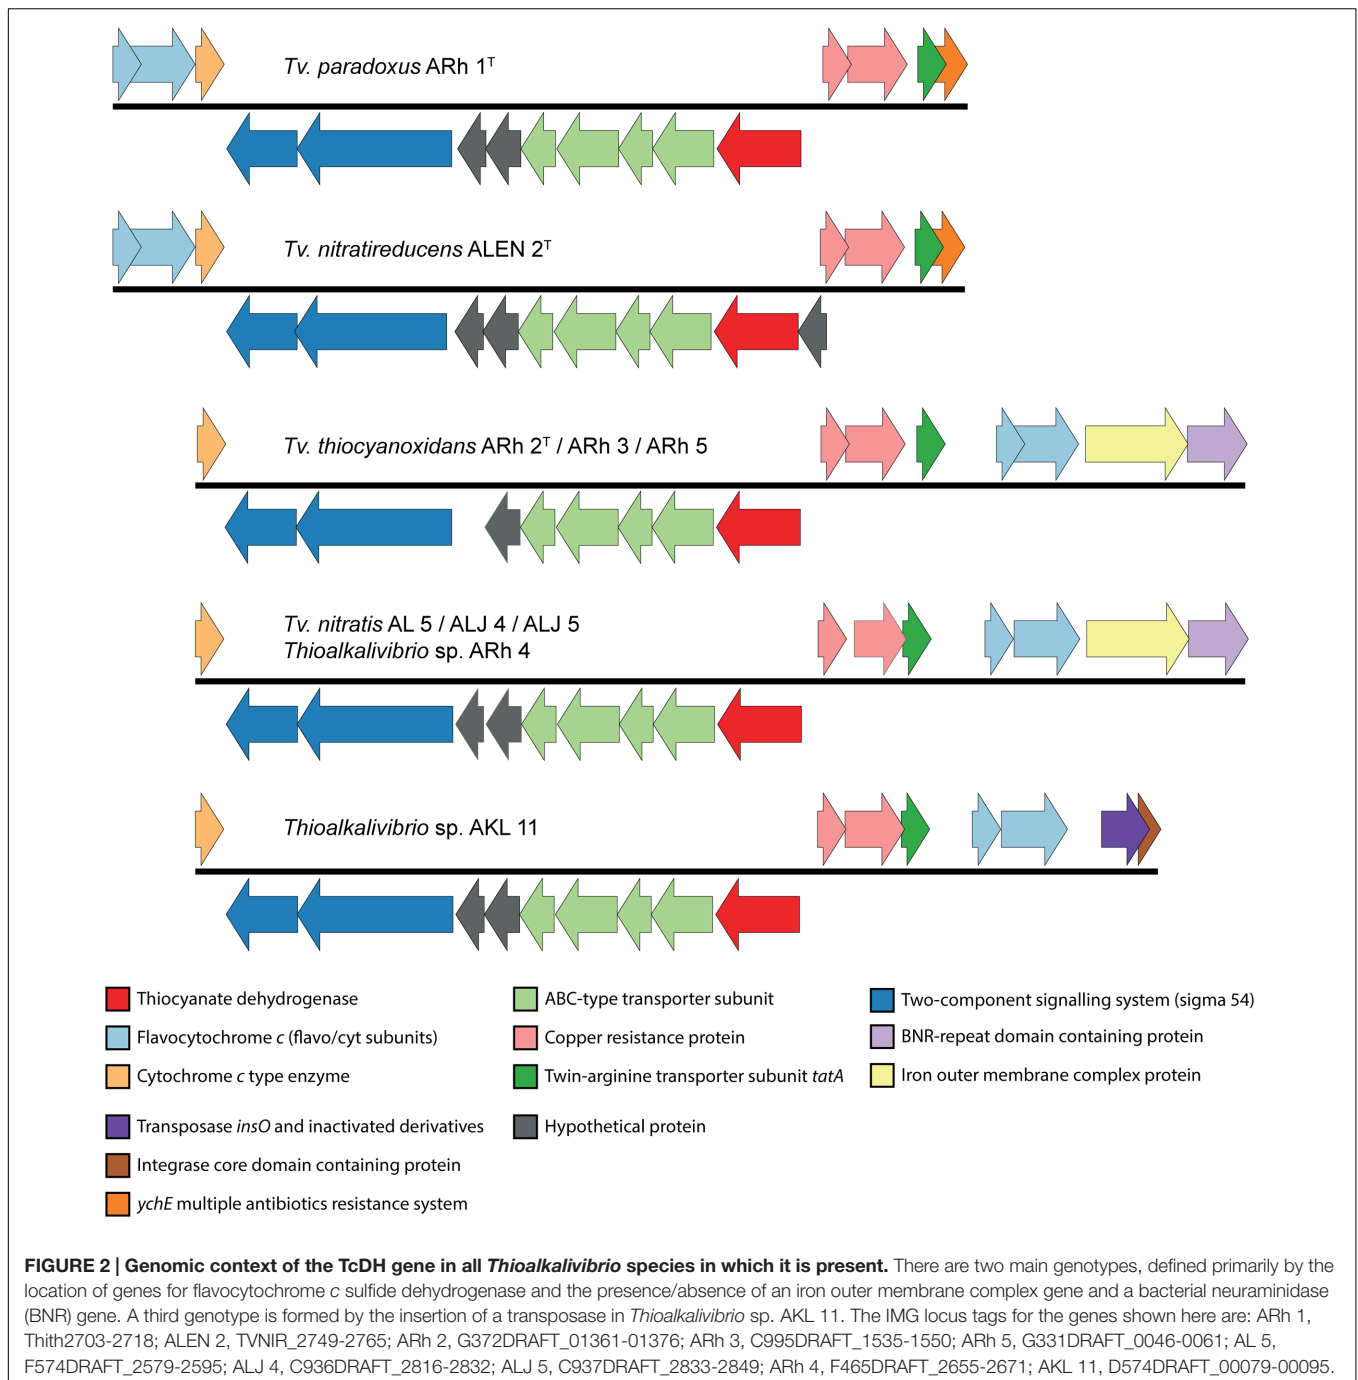 Tv. paradoxus ARh 1T
Tv. nitratireducens ALEN 2T
Tv. thiocyanoxidans ARh 2T / ARh 3 / ARh 5
Tv. nitratis AL 5 / ALJ 4 / ALJ 5
Thioalkalivibrio sp. ARh 4
Thioalkalivibrio sp. AKL 11
Thiocyanate dehydrogenase
Flavocytochrome c (flavo/cyt subunits)
Cytochrome c type enzyme
Transposase insO and inactivated derivatives
Integrase core domain containing protein
ychE multiple antibiotics resistance system
ABC-type transporter subunit
Copper resistance protein
Twin-arginine transporter subunit tatA
Hypothetical protein
Two-component signalling system (sigma 54)
BNR-repeat domain containing protein
Iron outer membrane complex protein
FIGURE 2 | Genomic context of the TcDH gene in all Thioalkalivibrio species in which it is present. There are two main genotypes, defined primarily by the
location of genes for flavocytochrome c sulfide dehydrogenase and the presence/absence of an iron outer membrane complex gene and a bacterial neuraminidase
(BNR) gene. A third genotype is formed by the insertion of a transposase in Thioalkalivibrio sp. AKL 11. The IMG locus tags for the genes shown here are: ARh 1,
Thith2703-2718; ALEN 2, TVNIR_2749-2765; ARh 2, G372DRAFT_01361-01376; ARh 3, C995DRAFT_1535-1550; ARh 5, G331DRAFT_0046-0061; AL 5,
F574DRAFT_2579-2595; ALJ 4, C936DRAFT_2816-2832; ALJ 5, C937DRAFT_2833-2849; ARh 4, F465DRAFT_2655-2671; AKL 11, D574DRAFT_00079-00095.